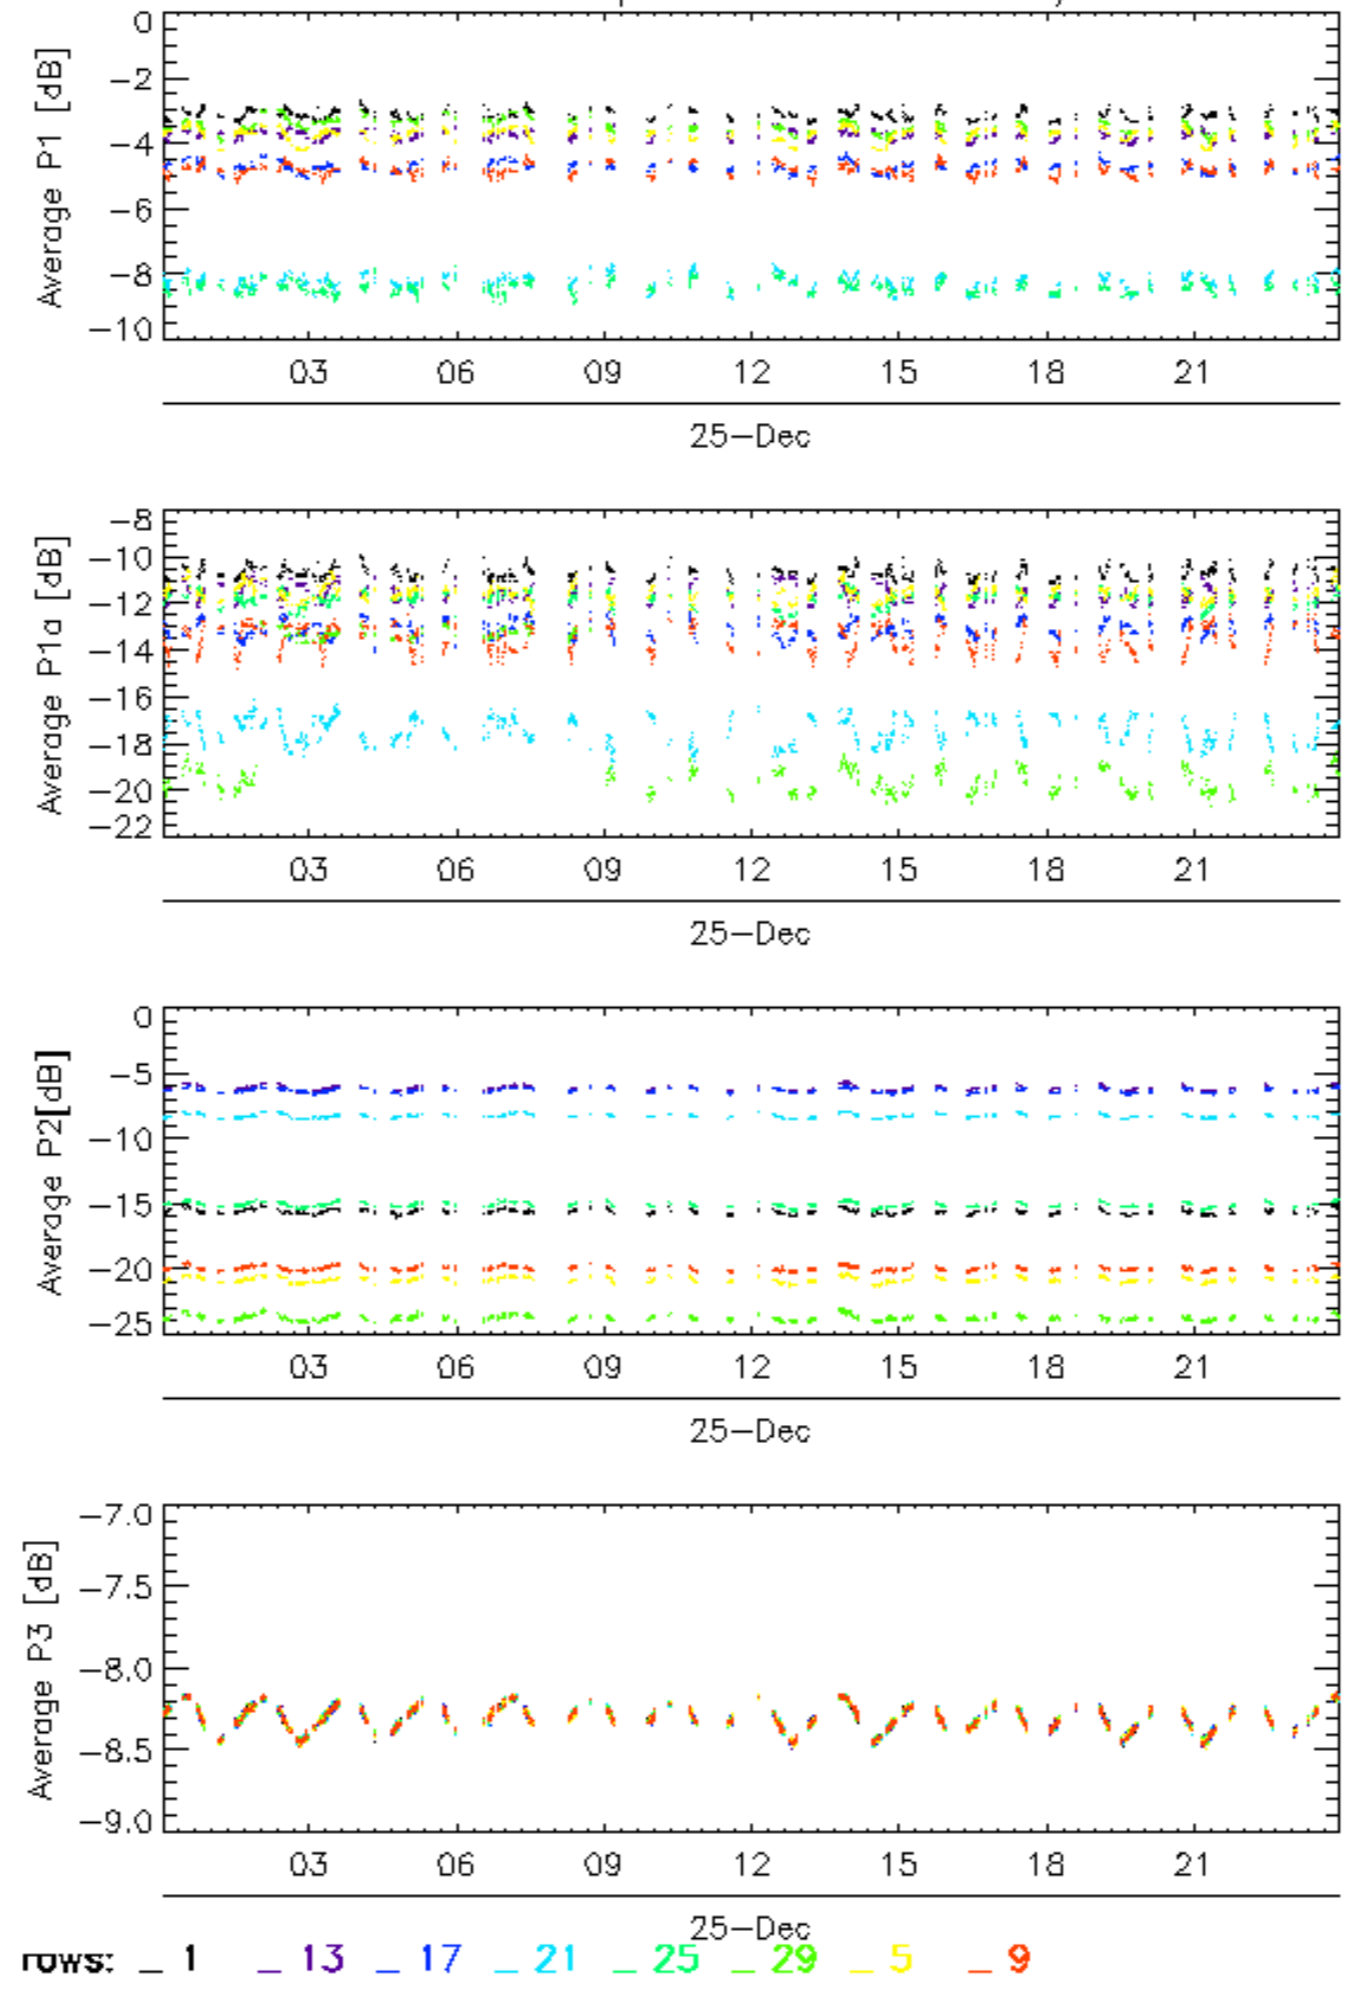 Average P1 [dB]
0
−2
−4
−6
−8
−10
03 06 09 12 15 18 21
25−Dec
Average P1a [dB]
−8
−10
−12
−14
−16
−18
−20
−22
03 06 09 12 15 18 21
25−Dec
Average P2[dB]
0
−5
−10
−15
−20
−25
03 06 09 12 15 18 21
25−Dec
Average P3 [dB]
−7.0
−7.5
−8.0
−8.5
−9.0
03 06 09 12 15 18 21
25−Dec
rows: _ 1 _ 13 _ 17 _ 21 _ 25 _ 29 _ 5 _ 9